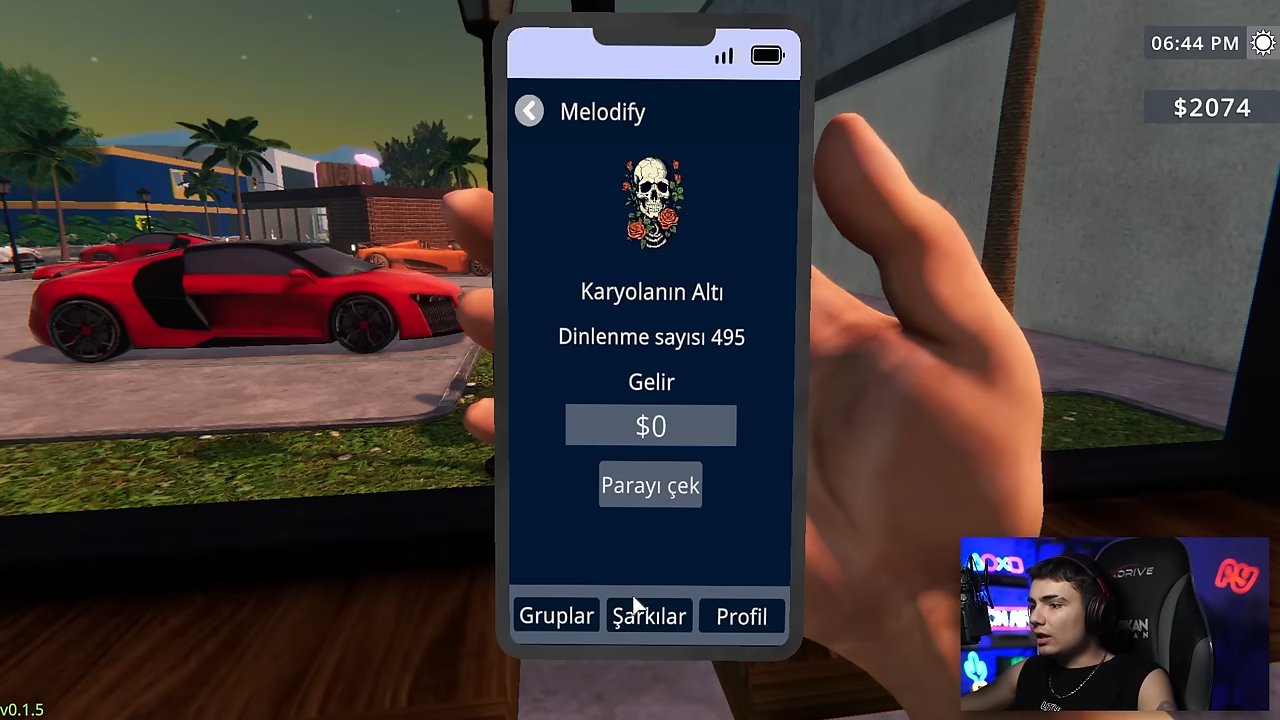 06:44 PM
$2074
Melodify
Karyolanın Altı
Dinlenme sayısı 495
Gelir
$0
Parayı çek
Gruplar
Şarkılar
Profil
v0.1.5